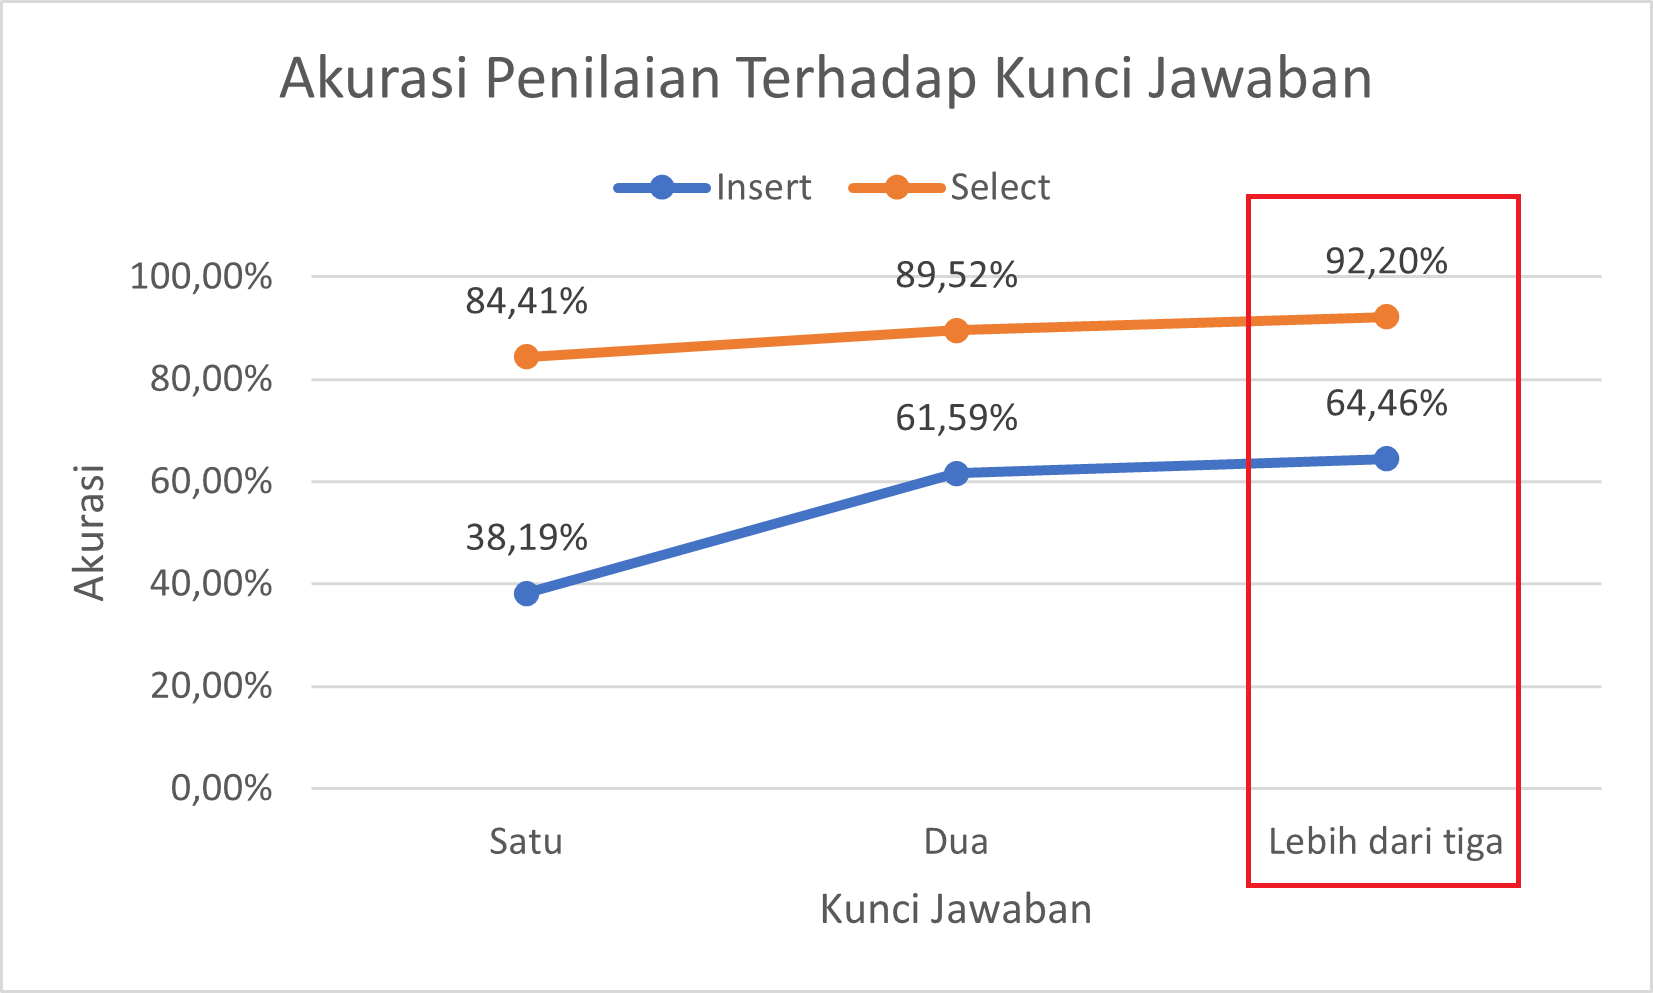 Akurasi Penilaian Terhadap Kunci Jawaban
Insert Select
100,00%
80,00%
60,00%
40,00%
20,00%
0,00%
Akurasi
84,41%
89,52%
92,20%
38,19%
61,59%
64,46%
Satu Dua Lebih dari tiga
Kunci Jawaban